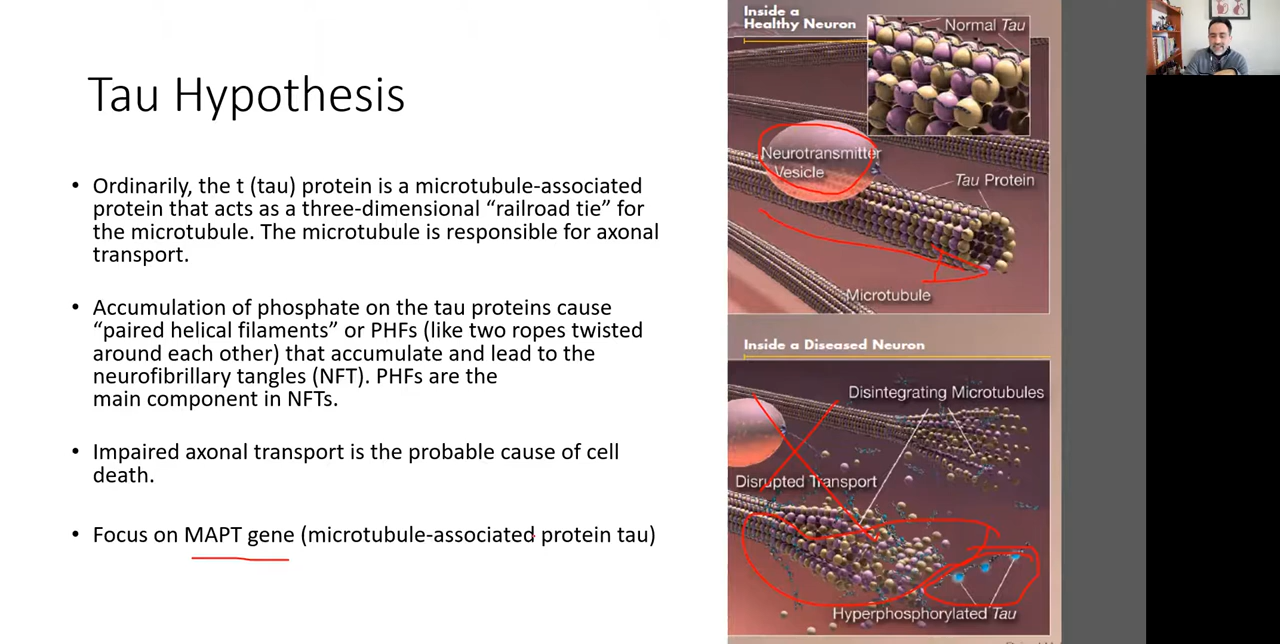 Tau Hypothesis
• Ordinarily, the t (tau) protein is a microtubule-associated
protein that acts as a three-dimensional “railroad tie” for
the microtubule. The microtubule is responsible for axonal
transport.
• Accumulation of phosphate on the tau proteins cause
“paired helical filaments” or PHFs (like two ropes twisted
around each other) that accumulate and lead to the
neurofibrillary tangles (NFT). PHFs are the
main component in NFTs.
• Impaired axonal transport is the probable cause of cell
death.
• Focus on MAPT gene (microtubule-associated protein tau)
Inside a
Healthy Neuron
Normal Tau
Neurotransmitter
Vesicle
Tau Protein
Microtubule
Inside a Diseased Neuron
Disintegrating Microtubules
Disrupted Transport
Hyperphosphorylated Tau